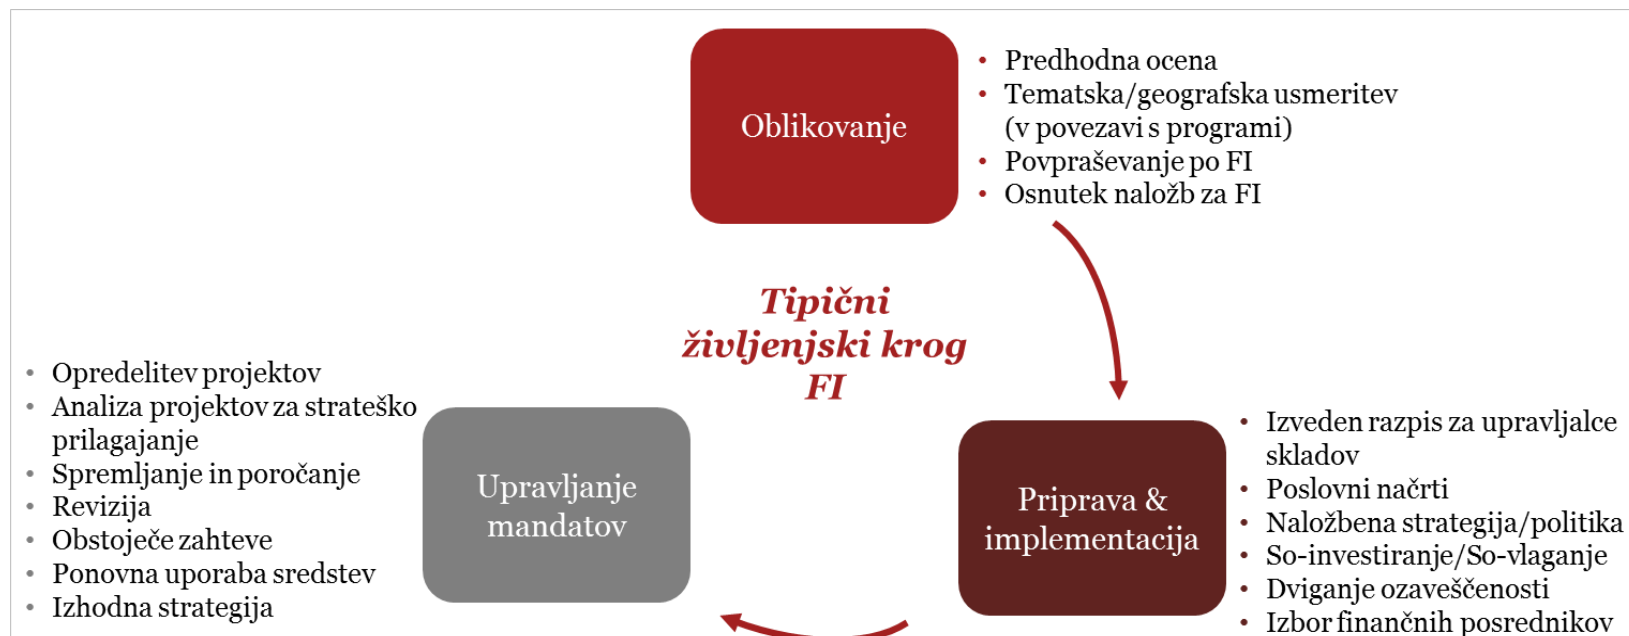 Oblikovanje
• Predhodna ocena
• Tematska/geografska usmeritev
(v povezavi s programi)
• Povpraševanje po FI
• Osnutek naložb za FI
Tipični
življenjski krog
FI
• Opredelitev projektov
• Analiza projektov za strateško
prilagajanje
• Spremljanje in poročanje
• Revizija
• Obstoječe zahteve
• Ponovna uporaba sredstev
• Izhodna strategija
Upravljanje
mandatov
Priprava &
implementacija
• Izveden razpis za upravljalce
skladov
• Poslovni načrti
• Naložbena strategija/politika
• So-investiranje/So-vlaganje
• Dviganje ozaveščenosti
• Izbor finančnih posrednikov